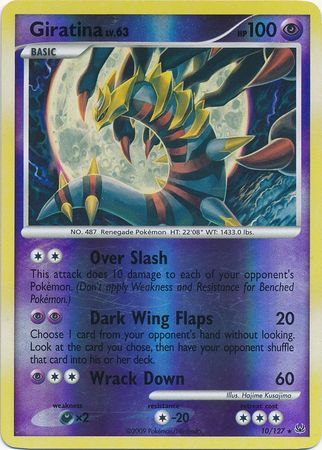 Giratina LV.63
HP 100
BASIC
NO. 487 Renegade Pokémon HT: 22'08" WT: 1433.0 lbs.
Over Slash
This attack does 10 damage to each of your opponent's
Pokémon. (Don't apply Weakness and Resistance for Benched
Pokémon.)
Dark Wing Flaps 20
Choose 1 card from your opponent's hand without looking.
Look at the card you chose, then have your opponent shuffle
that card into his or her deck.
Wrack Down 60
Illus. Hajime Kusajima
weakness resistance retreat cost
×2 -20
©2009 Pokémon/Nintendo
10/127 ★